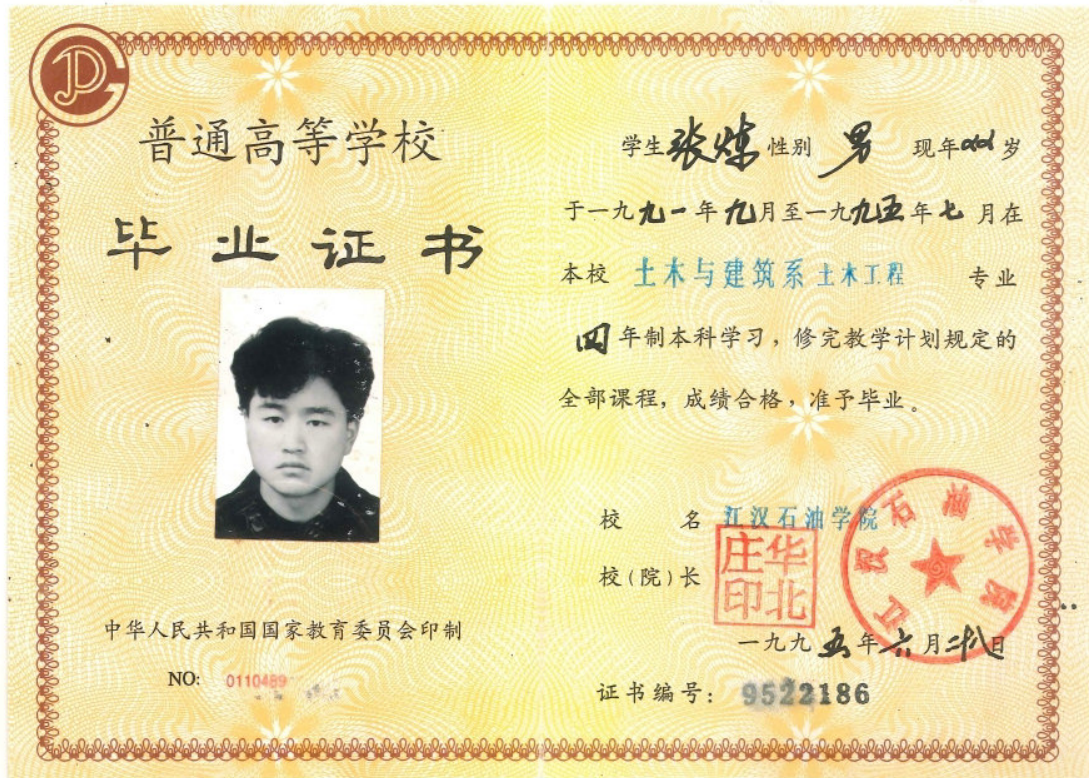 普通高等学校
毕业证书
中华人民共和国国家教育委员会印制
NO: 0110489
学生张炜性别 男 现年岁
于一九九一年九月至一九九五年七月在
本校 土木与建筑系土木工程 专业
四年制本科学习，修完教学计划规定的
全部课程，成绩合格，准予毕业。
校 名 江汉石油学院
校(院)长 华北庄印
江汉石油学院
一九九五年六月二十八日
证书编号: 9522186